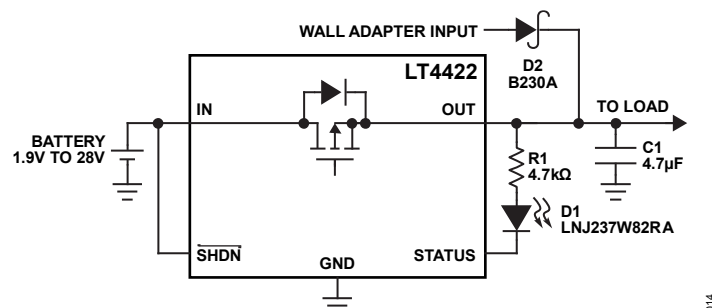 WALL ADAPTER INPUT
D2
B230A
LT4422
IN
OUT
TO LOAD
BATTERY
1.9V TO 28V
R1
4.7kΩ
C1
4.7µF
D1
LNJ237W82RA
SHDN
GND
STATUS